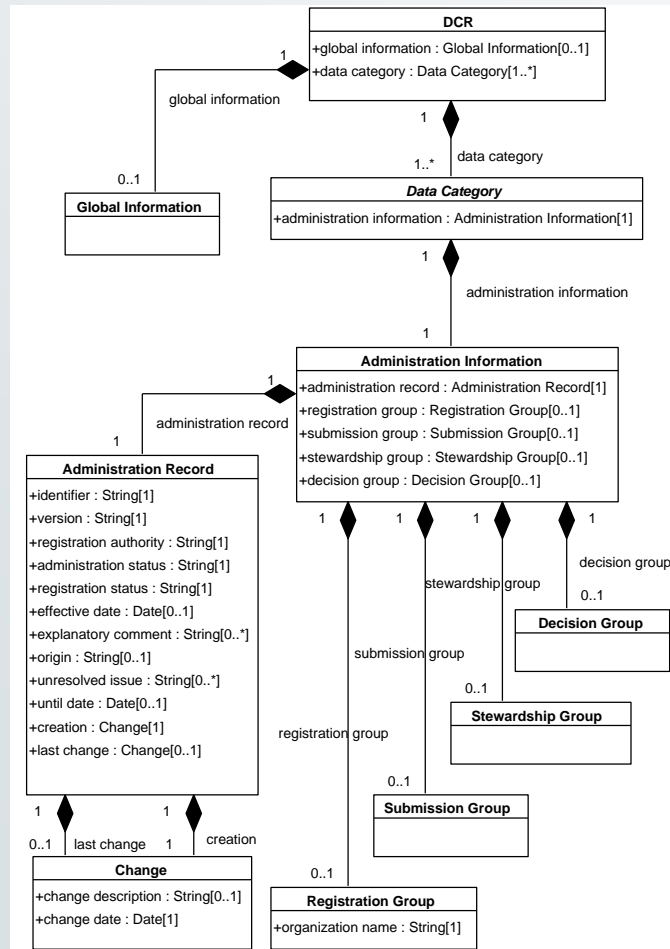 DCR
+global information : Global Information[0..1]
+data category : Data Category[1..*]
1
global information
1
data category
0..1
1..*
Global Information
Data Category
+administration information : Administration Information[1]
1
administration information
1
Administration Information
+administration record : Administration Record[1]
+registration group : Registration Group[0..1]
+submission group : Submission Group[0..1]
+stewardship group : Stewardship Group[0..1]
+decision group : Decision Group[0..1]
1
administration record
1
Administration Record
+identifier : String[1]
+version : String[1]
+registration authority : String[1]
+administration status : String[1]
+registration status : String[1]
+effective date : Date[0..1]
+explanatory comment : String[0..*]
+origin : String[0..1]
+unresolved issue : String[0..*]
+until date : Date[0..1]
+creation : Change[1]
+last change : Change[0..1]
1 1 1 1
decision group
0..1
Decision Group
stewardship group
0..1
Stewardship Group
submission group
0..1
Submission Group
registration group
0..1
Registration Group
+organization name : String[1]
1 1
0..1 last change 1 creation
Change
+change description : String[0..1]
+change date : Date[1]